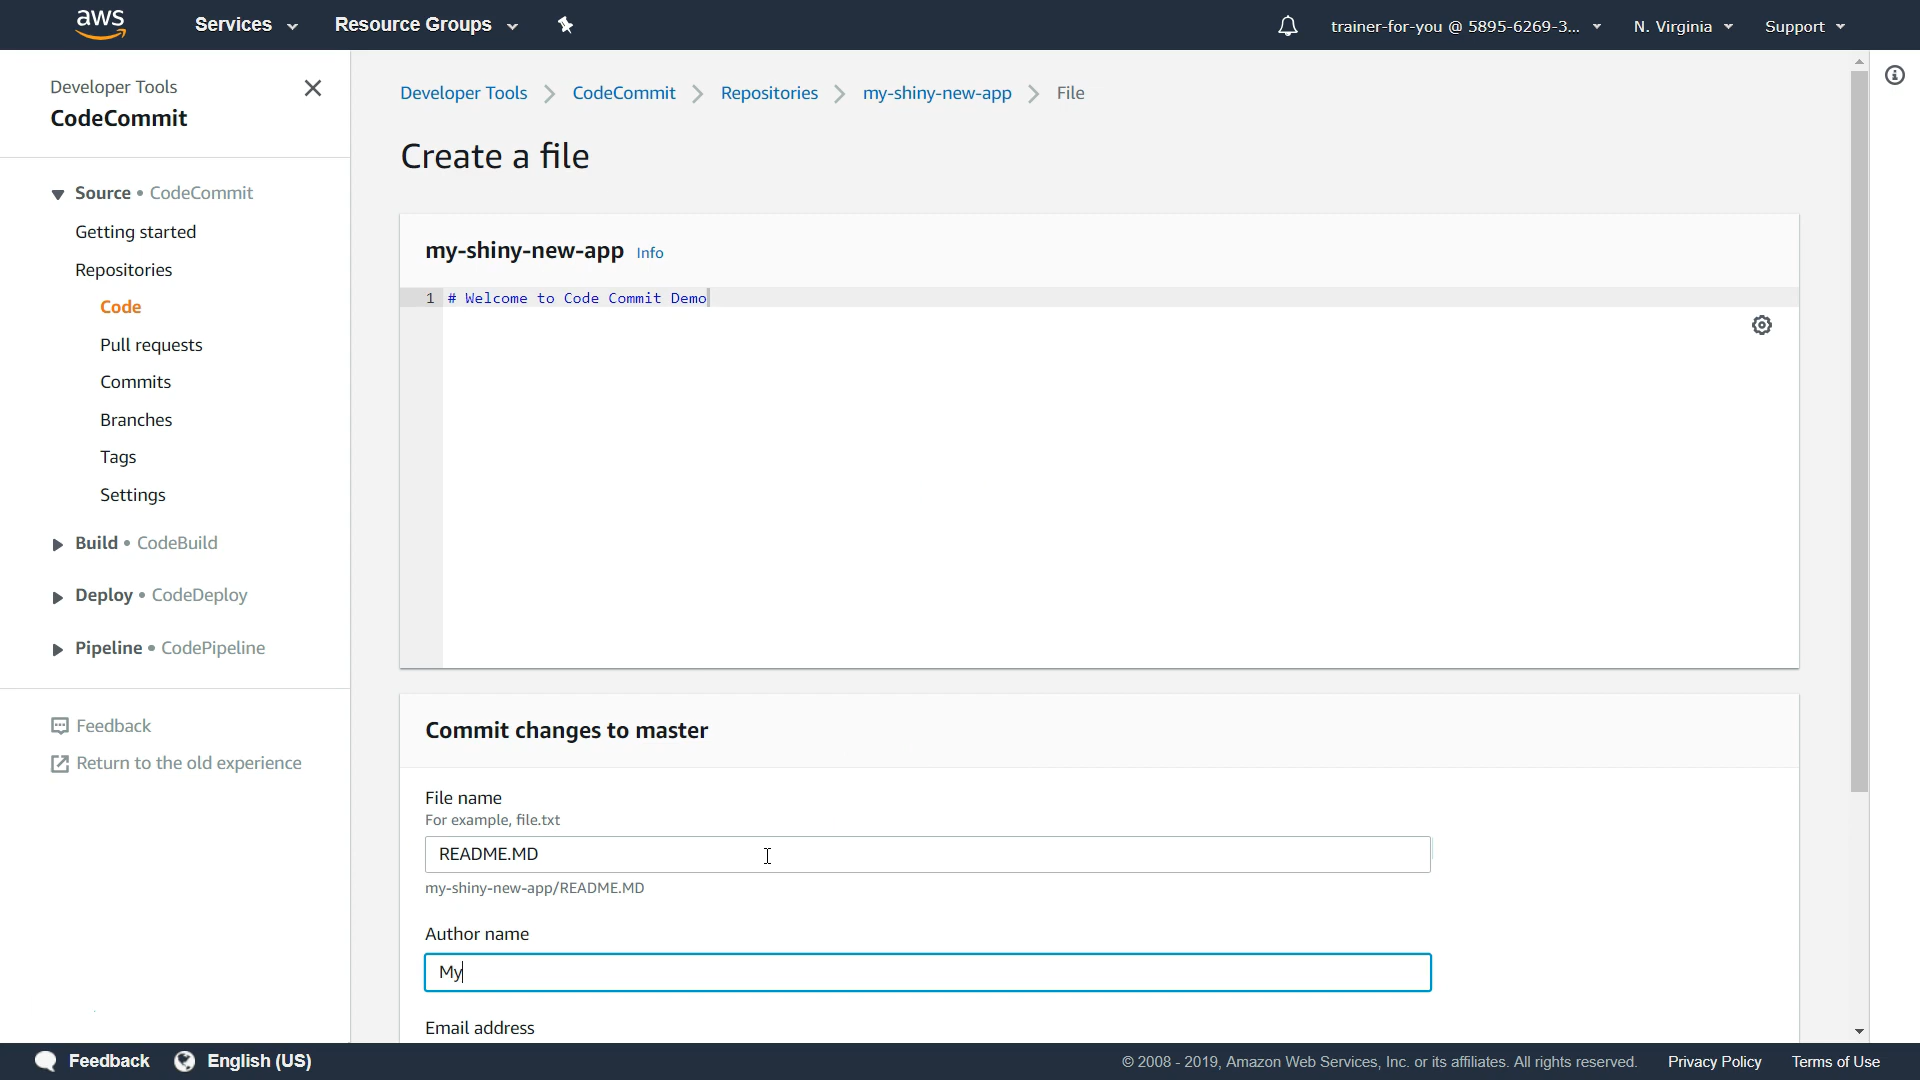 aws Services Resource Groups trainer-for-you @ 5895-6269-3... N. Virginia Support
Developer Tools
CodeCommit
Source • CodeCommit
Getting started
Repositories
Code
Pull requests
Commits
Branches
Tags
Settings
Build • CodeBuild
Deploy • CodeDeploy
Pipeline • CodePipeline
Feedback
Return to the old experience
Developer Tools CodeCommit Repositories my-shiny-new-app File
Create a file
my-shiny-new-app Info
1 # Welcome to Code Commit Demo
Commit changes to master
File name
For example, file.txt
README.MD
my-shiny-new-app/README.MD
Author name
My
Email address
Feedback English (US) © 2008 - 2019, Amazon Web Services, Inc. or its affiliates. All rights reserved. Privacy Policy Terms of Use